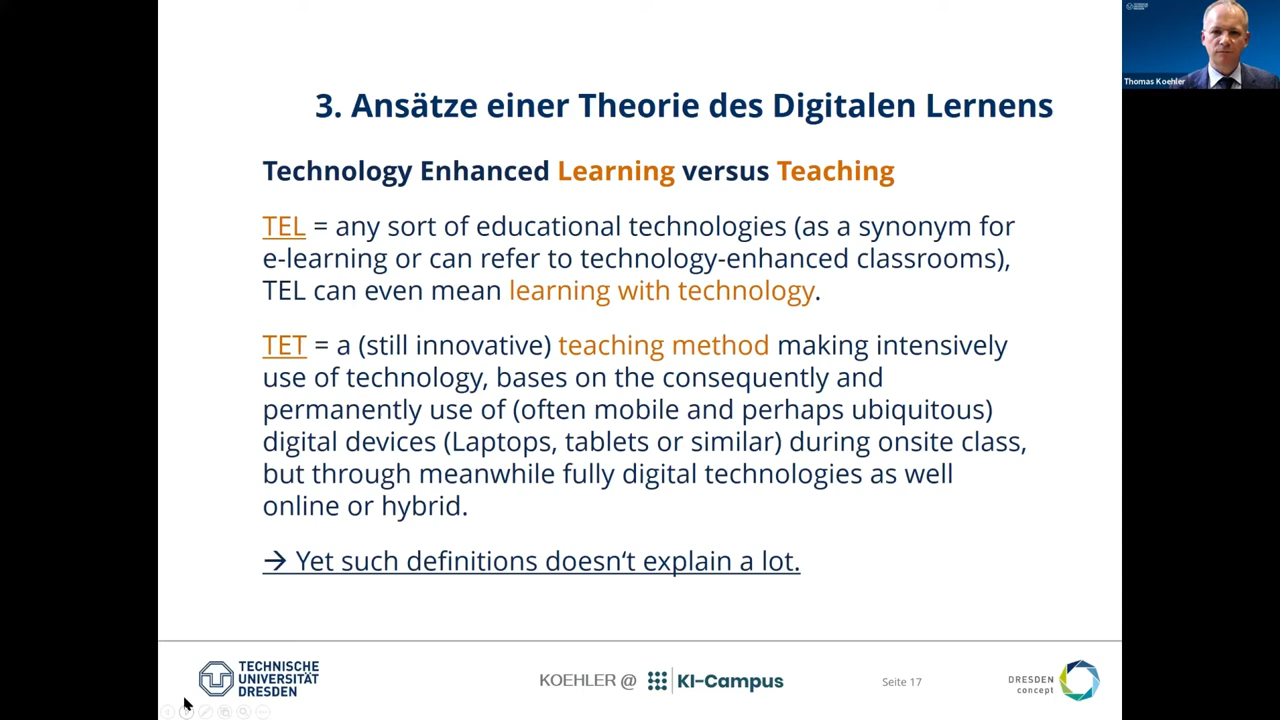 3. Ansätze einer Theorie des Digitalen Lernens
Thomas Koehler
Technology Enhanced Learning versus Teaching
TEL = any sort of educational technologies (as a synonym for
e-learning or can refer to technology-enhanced classrooms),
TEL can even mean learning with technology.
TET = a (still innovative) teaching method making intensively
use of technology, bases on the consequently and
permanently use of (often mobile and perhaps ubiquitous)
digital devices (Laptops, tablets or similar) during onsite class,
but through meanwhile fully digital technologies as well
online or hybrid.
→ Yet such definitions doesn‘t explain a lot.
TECHNISCHE
UNIVERSITÄT
DRESDEN
KOEHLER @ KI-Campus
Seite 17
DRESDEN
concept